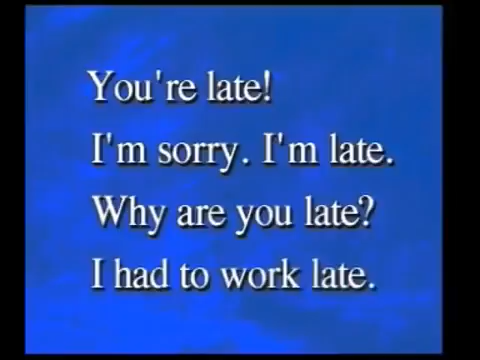 You're late!
I'm sorry. I'm late.
Why are you late?
I had to work late.